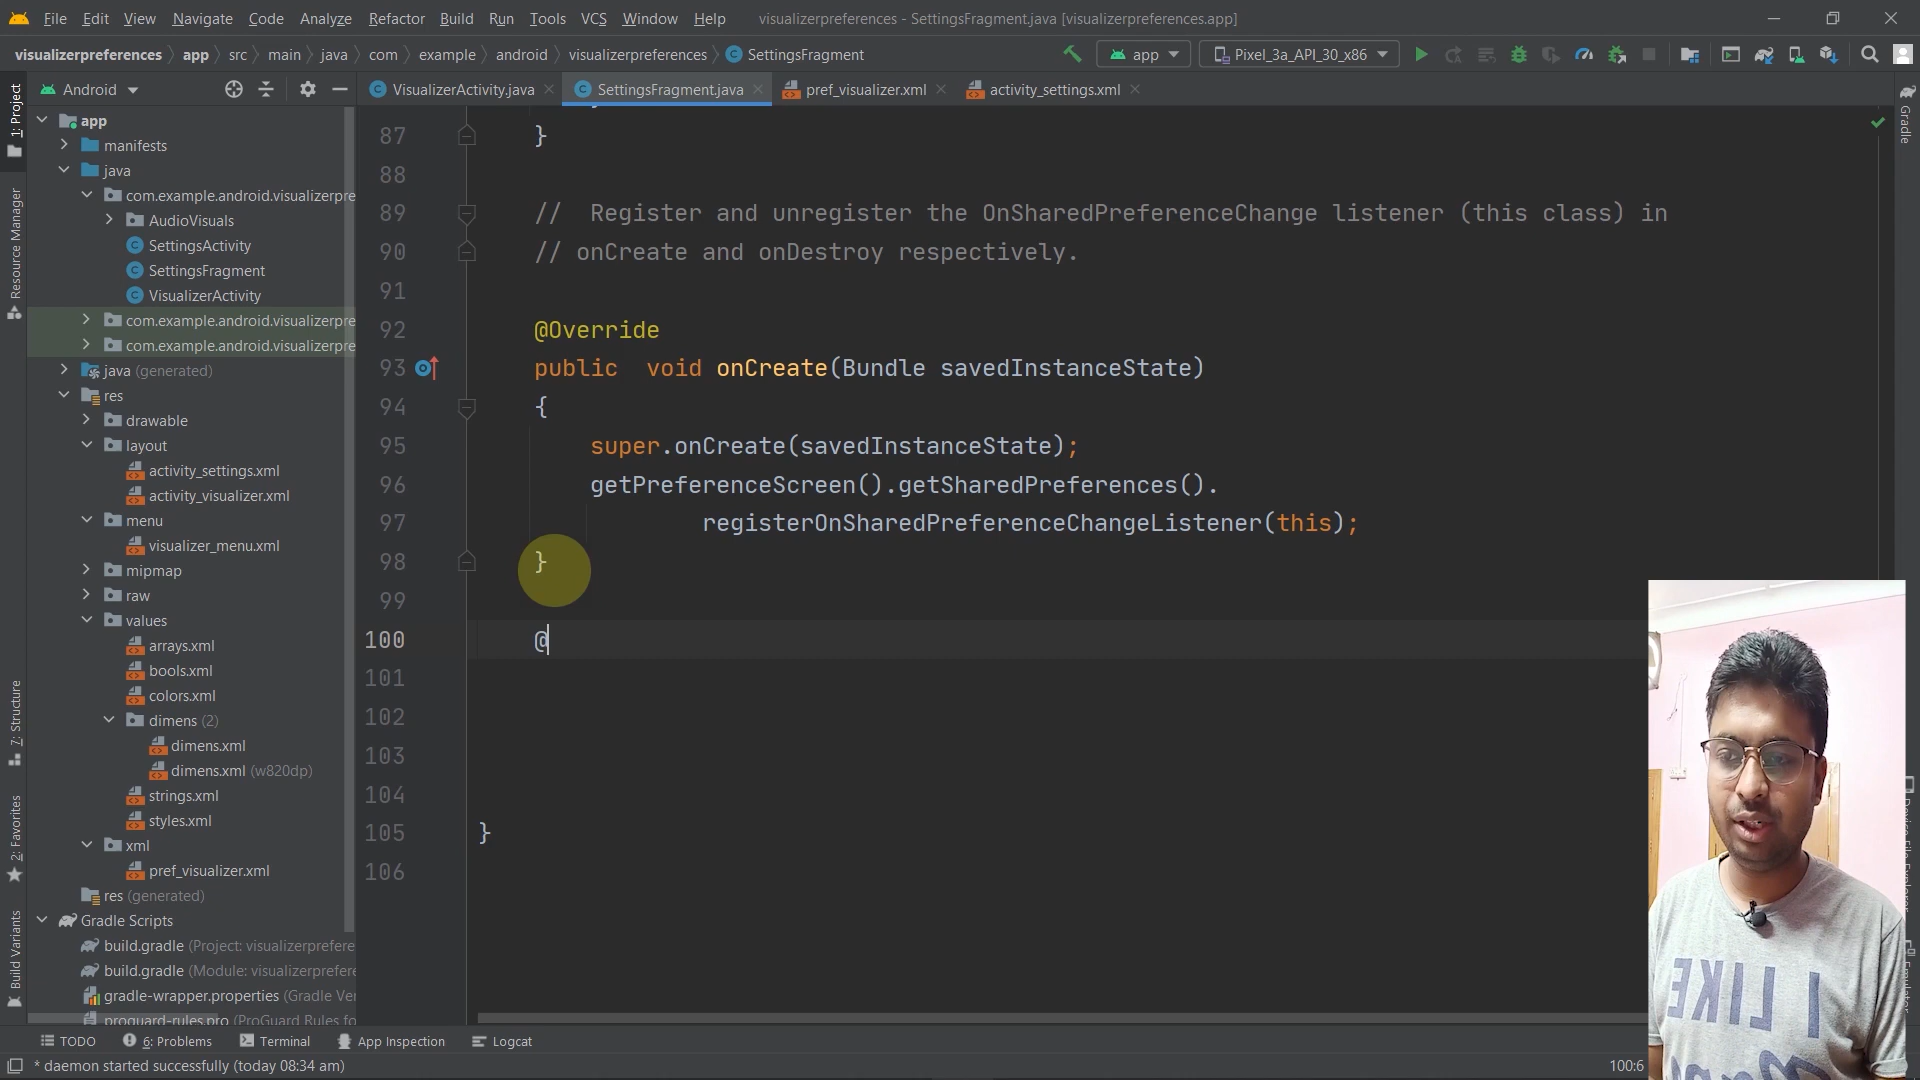 File Edit View Navigate Code Analyze Refactor Build Run Tools VCS Window Help visualizerpreferences - SettingsFragment.java [visualizerpreferences.app]
visualizerpreferences app src main java com example android visualizerpreferences SettingsFragment app Pixel_3a_API_30_x86
Android VisualizerActivity.java SettingsFragment.java pref_visualizer.xml activity_settings.xml
1: Project
Resource Manager
7: Structure
2: Favorites
Build Variants
Gradle
app
manifests
java
com.example.android.visualizerpre
AudioVisuals
SettingsActivity
SettingsFragment
VisualizerActivity
com.example.android.visualizerpre
com.example.android.visualizerpre
java (generated)
res
drawable
layout
activity_settings.xml
activity_visualizer.xml
menu
visualizer_menu.xml
mipmap
raw
values
arrays.xml
bools.xml
colors.xml
dimens (2)
dimens.xml
dimens.xml (w820dp)
strings.xml
styles.xml
xml
pref_visualizer.xml
res (generated)
Gradle Scripts
build.gradle (Project: visualizerprefere
build.gradle (Module: visualizerprefere
gradle-wrapper.properties (Gradle Ver
proguard-rules.pro (ProGuard Rules fo
87 }
88
89 //  Register and unregister the OnSharedPreferenceChange listener (this class) in
90 // onCreate and onDestroy respectively.
91
92 @Override
93 public  void onCreate(Bundle savedInstanceState)
94 {
95 super.onCreate(savedInstanceState);
96 getPreferenceScreen().getSharedPreferences().
97 registerOnSharedPreferenceChangeListener(this);
98 }
99
100 @
101
102
103
104
105 }
106
I LIKE
TODO 6: Problems Terminal App Inspection Logcat
* daemon started successfully (today 08:34 am) 100:6